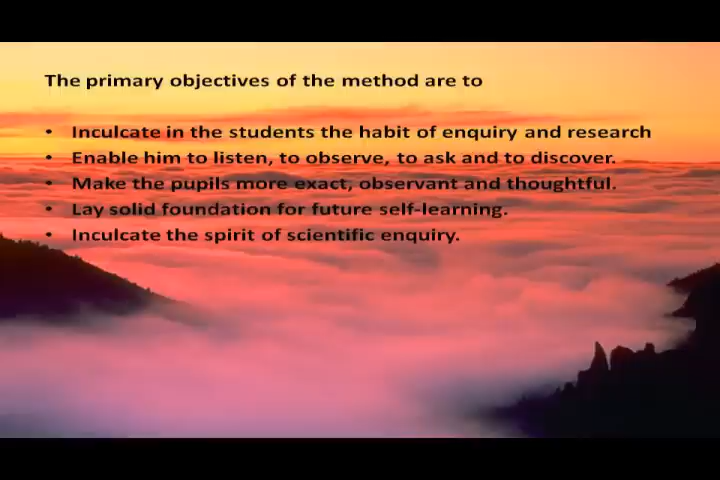 The primary objectives of the method are to
• Inculcate in the students the habit of enquiry and research
• Enable him to listen, to observe, to ask and to discover.
• Make the pupils more exact, observant and thoughtful.
• Lay solid foundation for future self-learning.
• Inculcate the spirit of scientific enquiry.